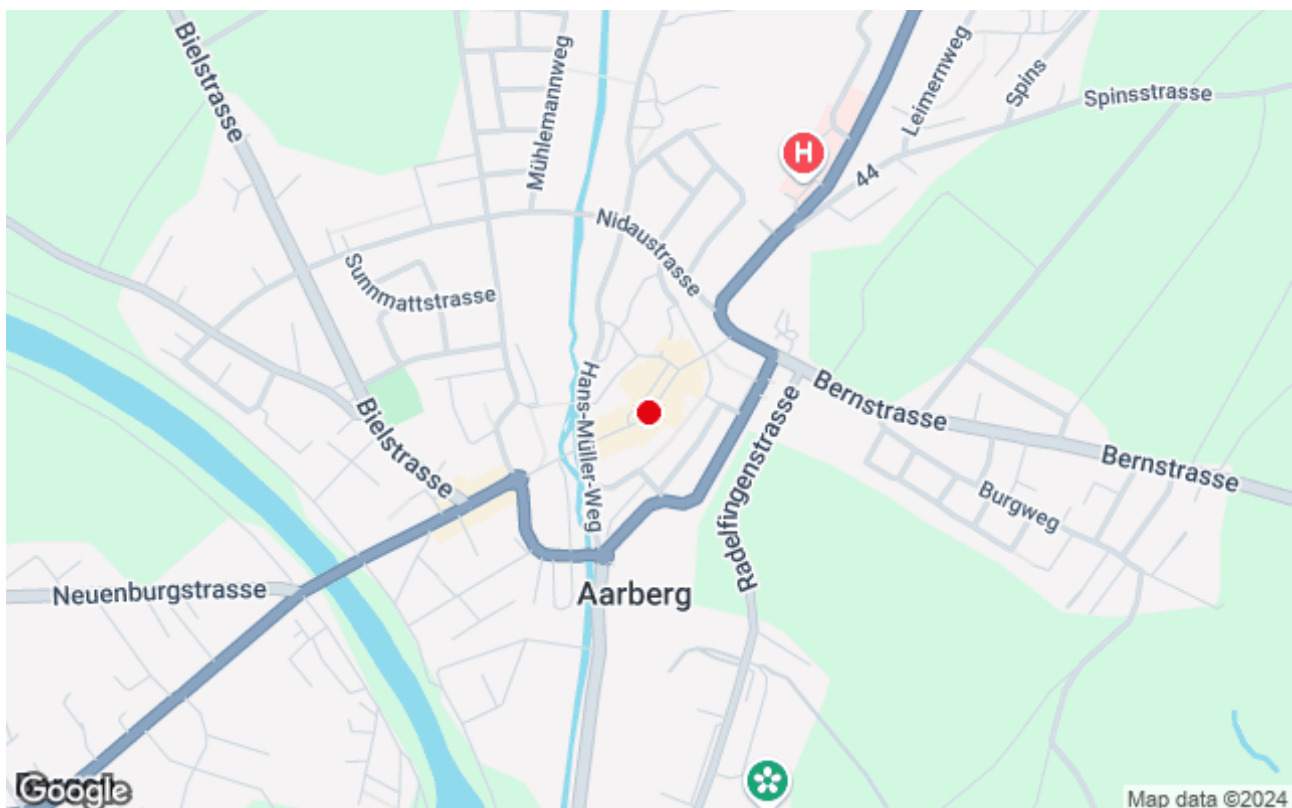 Bielstrasse
Mühlemannweg
Leimernweg
Spins
Spinsstrasse
H
44
Nidaustrasse
Sunnmattstrasse
Hans-Müller-Weg
Bernstrasse
Bielstrasse
Radelfingenstrasse
Bernstrasse
Burgweg
Neuenburgstrasse
Aarberg
Google
Map data ©2024